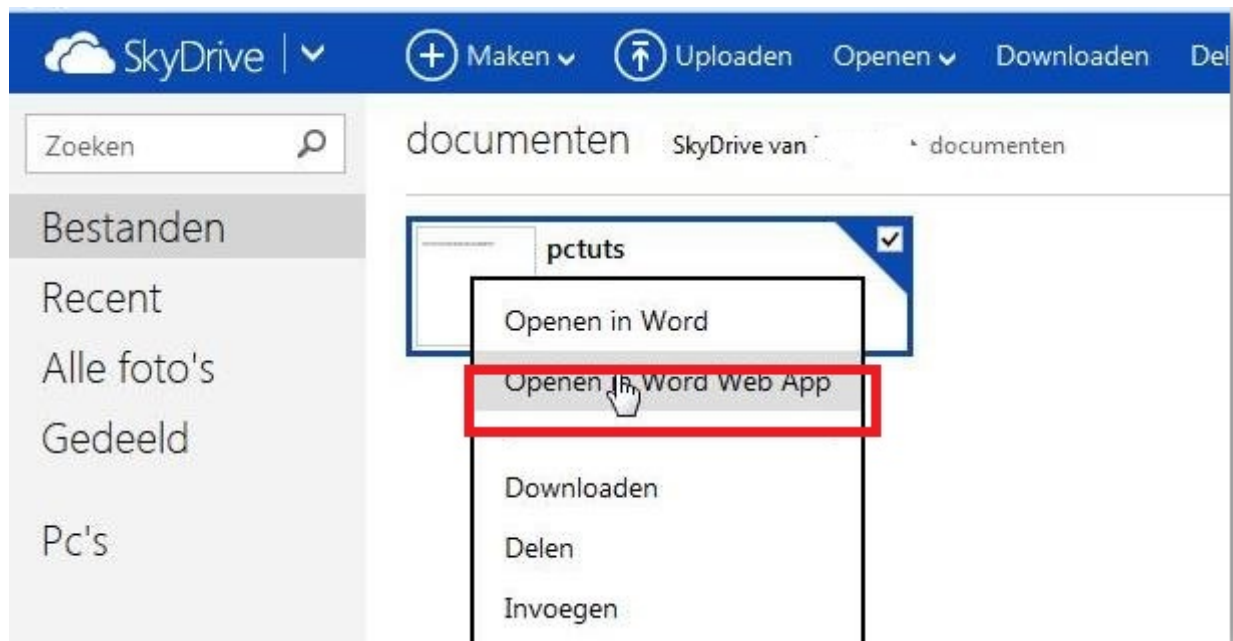 SkyDrive Maken Uploaden Openen Downloaden Del
Zoeken
documenten SkyDrive van documenten
Bestanden
Recent
Alle foto's
Gedeeld
Pc's
pctuts
Openen in Word
Openen in Word Web App
Downloaden
Delen
Invoegen